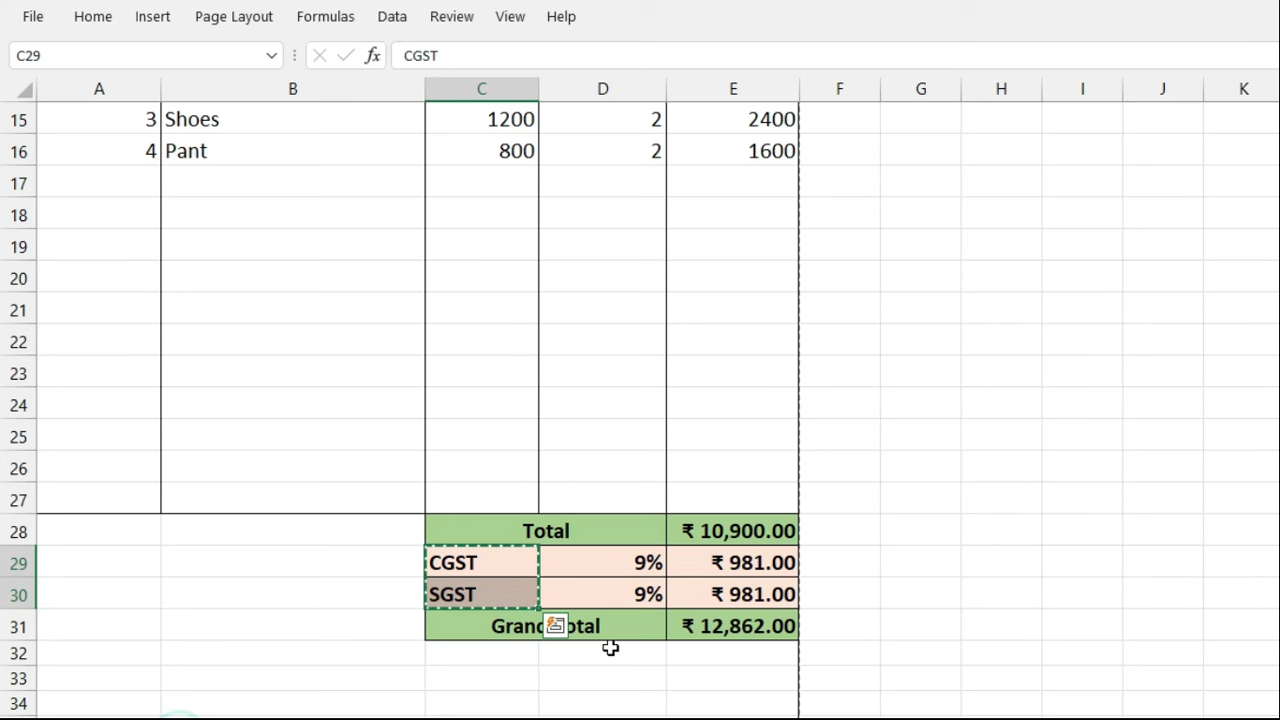 File Home Insert Page Layout Formulas Data Review View Help
C29 fx CGST
A B C D E F G H I J K
15 3 Shoes 1200 2 2400
16 4 Pant 800 2 1600
17
18
19
20
21
22
23
24
25
26
27
28 Total ₹ 10,900.00
29 CGST 9% ₹ 981.00
30 SGST 9% ₹ 981.00
31 Grand otal ₹ 12,862.00
32
33
34